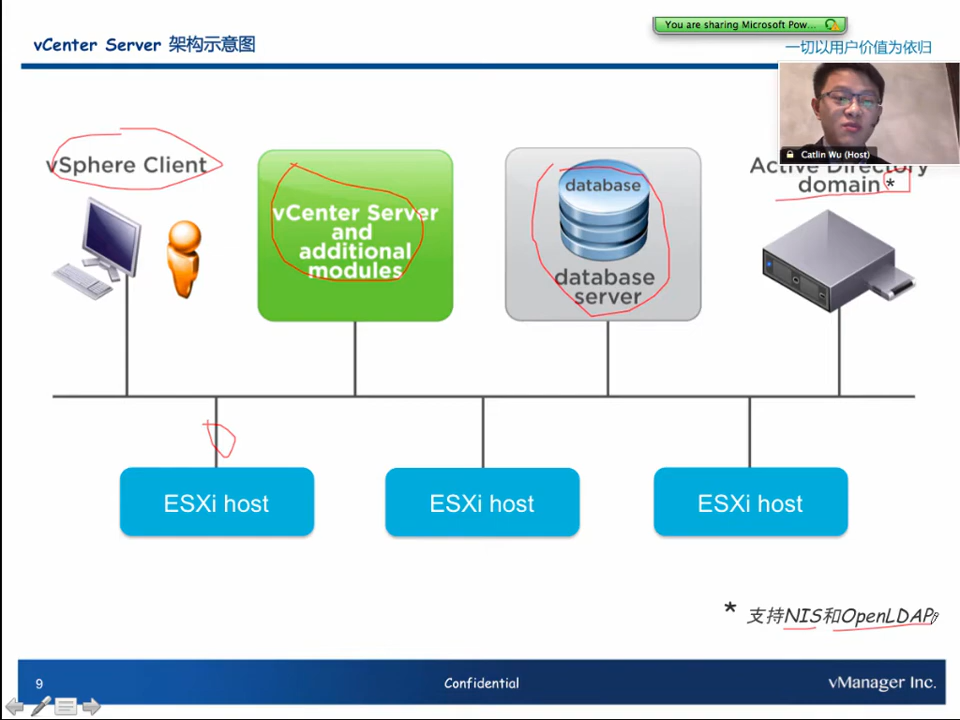 You are sharing Microsoft Pow...
vCenter Server 架构示意图
一切以用户价值为依归
Catlin Wu (Host)
vSphere Client
vCenter Server
and
additional
modules
database
database
server
Active Directory
domain *
ESXi host
ESXi host
ESXi host
* 支持NIS和OpenLDAP
9
Confidential
vManager Inc.